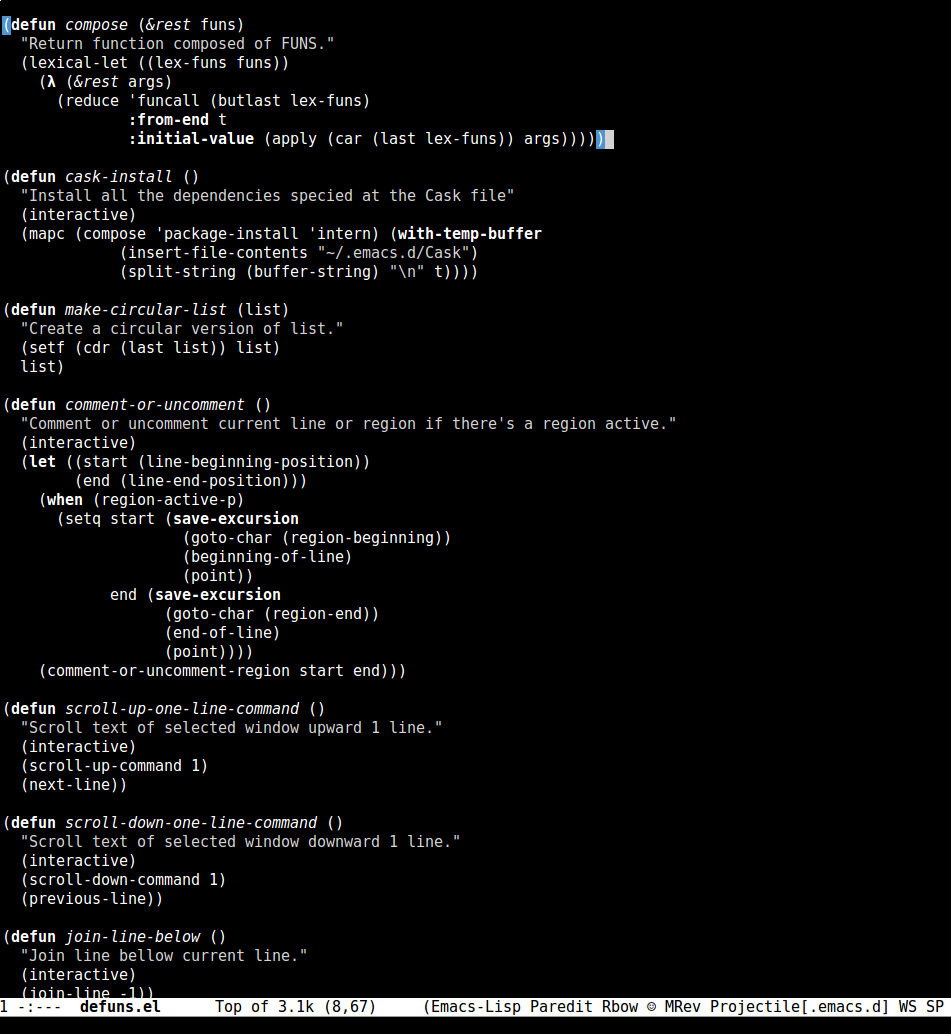 (defun compose (&rest funs)
  "Return function composed of FUNS."
  (lexical-let ((lex-funs funs))
    (λ (&rest args)
      (reduce 'funcall (butlast lex-funs)
              :from-end t
              :initial-value (apply (car (last lex-funs)) args)))))

(defun cask-install ()
  "Install all the dependencies specied at the Cask file"
  (interactive)
  (mapc (compose 'package-install 'intern) (with-temp-buffer
             (insert-file-contents "~/.emacs.d/Cask")
             (split-string (buffer-string) "\n" t))))

(defun make-circular-list (list)
  "Create a circular version of list."
  (setf (cdr (last list)) list)
  list)

(defun comment-or-uncomment ()
  "Comment or uncomment current line or region if there's a region active."
  (interactive)
  (let ((start (line-beginning-position))
        (end (line-end-position)))
    (when (region-active-p)
      (setq start (save-excursion
                    (goto-char (region-beginning))
                    (beginning-of-line)
                    (point))
            end (save-excursion
                  (goto-char (region-end))
                  (end-of-line)
                  (point))))
    (comment-or-uncomment-region start end)))

(defun scroll-up-one-line-command ()
  "Scroll text of selected window upward 1 line."
  (interactive)
  (scroll-up-command 1)
  (next-line))

(defun scroll-down-one-line-command ()
  "Scroll text of selected window downward 1 line."
  (interactive)
  (scroll-down-command 1)
  (previous-line))

(defun join-line-below ()
  "Join line bellow current line."
  (interactive)
  (join-line -1))
1 -:---  defuns.el      Top of 3.1k (8,67)     (Emacs-Lisp Paredit Rbow ☺ MRev Projectile[.emacs.d] WS SP